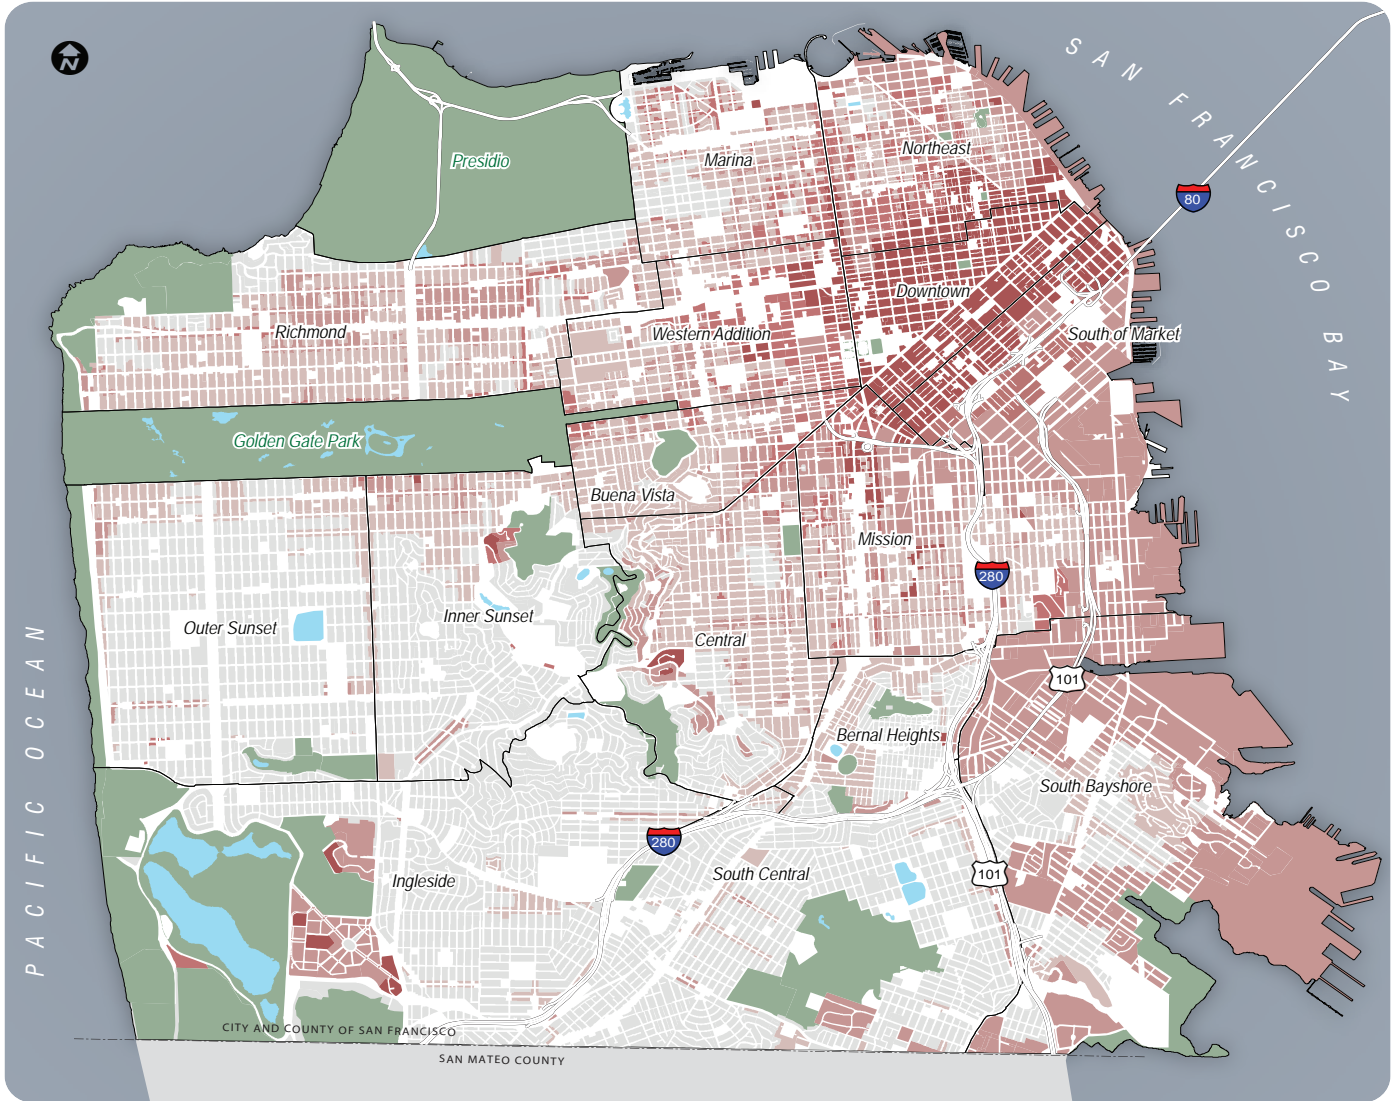 N
SAN FRANCISCO BAY
80
Presidio
Marina
Northeast
Richmond
Western Addition
Downtown
South of Market
Golden Gate Park
Buena Vista
Mission
280
Outer Sunset
Inner Sunset
Central
101
Bernal Heights
South Bayshore
PACIFIC OCEAN
280
Ingleside
South Central
101
CITY AND COUNTY OF SAN FRANCISCO
SAN MATEO COUNTY